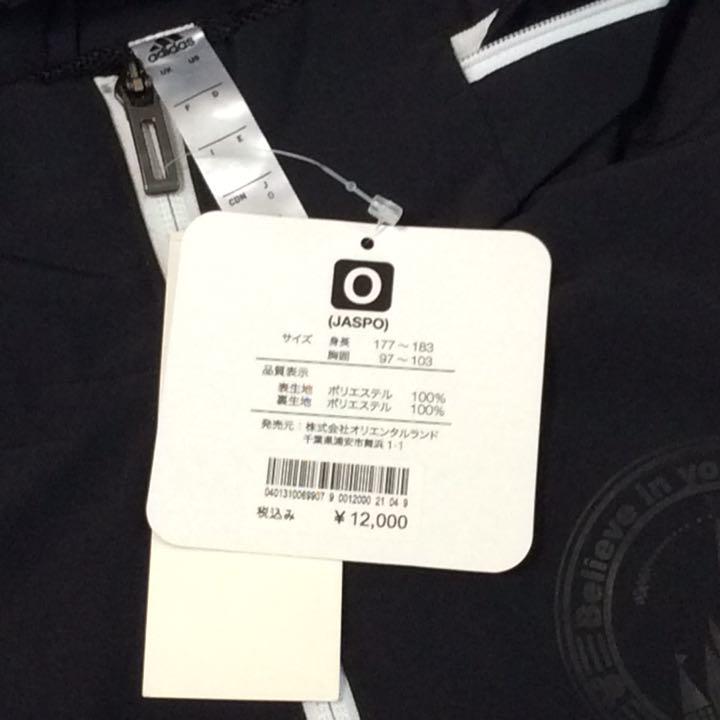 adidas
UK US
F D
I E
CDN J
O
O
(JASPO)
サイズ 身長 177～183
胸囲 97～103
品質表示
表生地 ポリエステル 100%
裏生地 ポリエステル 100%
発売元：株式会社オリエンタルランド
千葉県浦安市舞浜1-1
0401310069907 9 0012000 21 04 9
税込み ¥12,000
Believe in yo